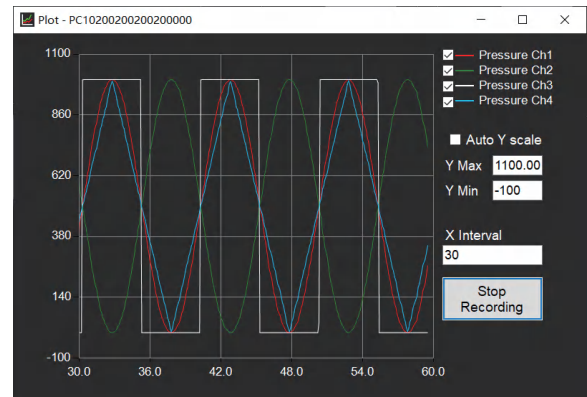 Plot - PC10200200200200000
1100
860
620
380
140
-100
30.0 36.0 42.0 48.0 54.0 60.0
Pressure Ch1
Pressure Ch2
Pressure Ch3
Pressure Ch4
Auto Y scale
Y Max 1100.00
Y Min -100
X Interval
30
Stop
Recording